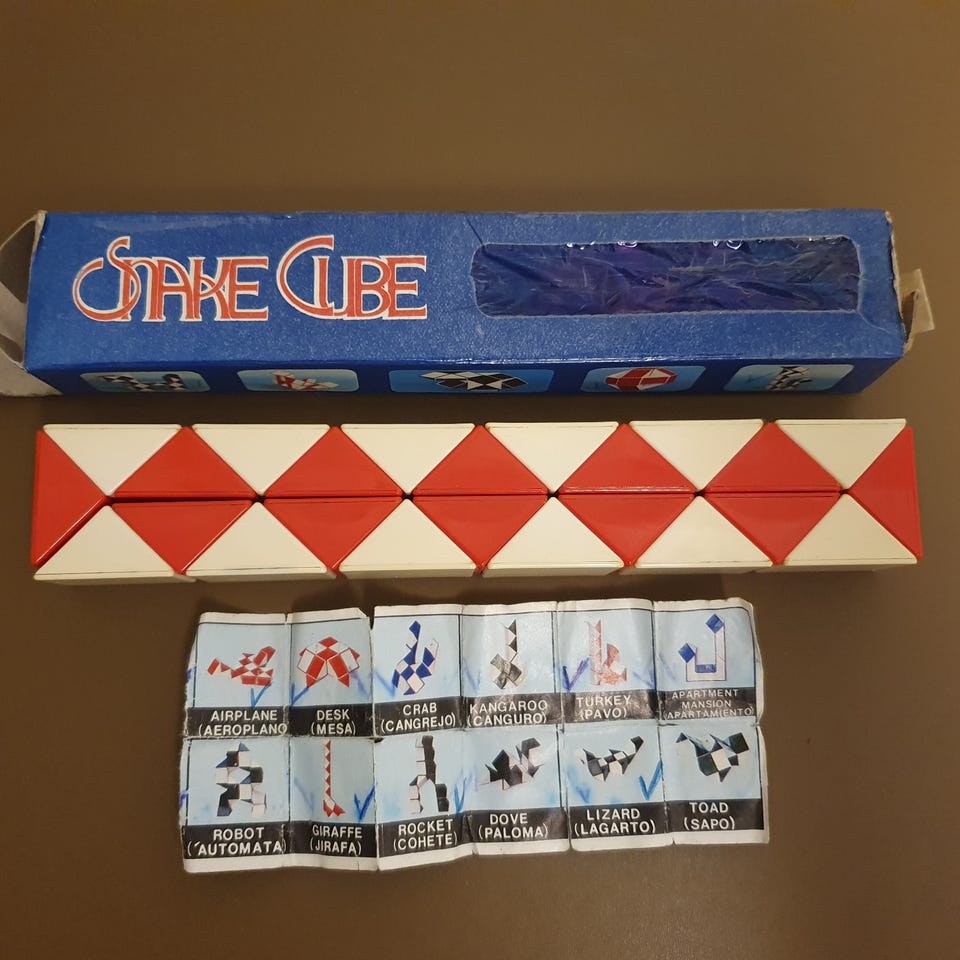 SNAKE CUBE
AIRPLANE
(AEROPLANO
DESK
(MESA)
CRAB
(CANGREJO)
KANGAROO
(CANGURO)
TURKEY
(PAVO)
APARTMENT
MANSION
(APARTAMIENTO)
ROBOT
(AUTOMATA)
GIRAFFE
(JIRAFA)
ROCKET
(COHETE)
DOVE
(PALOMA)
LIZARD
(LAGARTO)
TOAD
(SAPO)